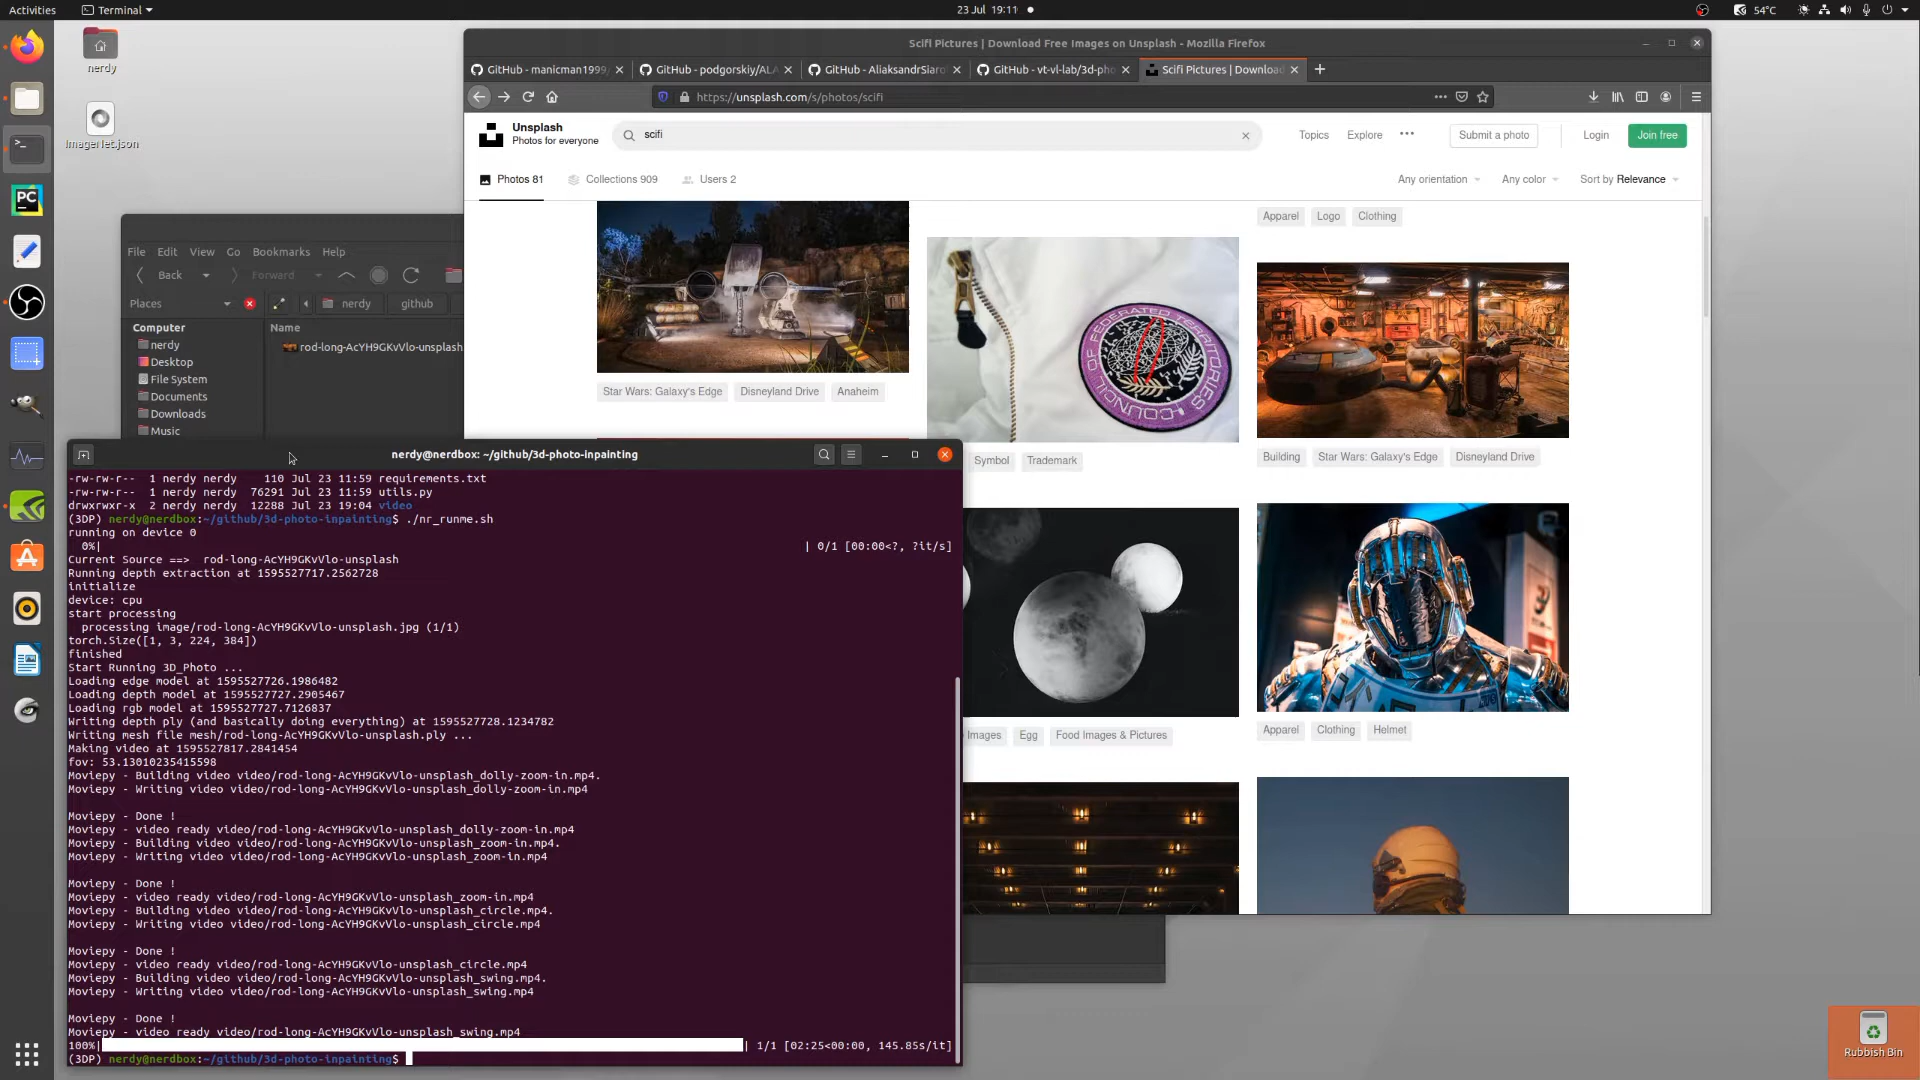 Activities
Terminal
23 Jul 19:11
54°C
nerdy
ImageNet.json
Scifi Pictures | Download Free Images on Unsplash - Mozilla Firefox
GitHub - manicman1999/
GitHub - podgorskiy/ALA
GitHub - AliaksandrSiaro
GitHub - vt-vl-lab/3d-pho
Scifi Pictures | Download
https://unsplash.com/s/photos/scifi
Unsplash
Photos for everyone
scifi
Topics
Explore
Submit a photo
Login
Join free
Photos 81
Collections 909
Users 2
Any orientation
Any color
Sort by Relevance
Apparel
Logo
Clothing
COUNCIL OF FEDERATED TERRITORIES
Star Wars: Galaxy's Edge
Disneyland Drive
Anaheim
Symbol
Trademark
Building
Star Wars: Galaxy's Edge
Disneyland Drive
Images
Egg
Food Images & Pictures
Apparel
Clothing
Helmet
File
Edit
View
Go
Bookmarks
Help
Back
Forward
Places
nerdy
github
Computer
Name
nerdy
rod-long-AcYH9GKvVlo-unsplash
Desktop
File System
Documents
Downloads
Music
nerdy@nerdbox: ~/github/3d-photo-inpainting
-rw-rw-r-- 1 nerdy nerdy 110 Jul 23 11:59 requirements.txt
-rw-rw-r-- 1 nerdy nerdy 76291 Jul 23 11:59 utils.py
drwxrwxr-x 2 nerdy nerdy 12288 Jul 23 19:04 video
(3DP) nerdy@nerdbox:~/github/3d-photo-inpainting$ ./nr_runme.sh
running on device 0
0%| | 0/1 [00:00<?, ?it/s]
Current Source ==> rod-long-AcYH9GKvVlo-unsplash
Running depth extraction at 1595527717.2562728
initialize
device: cpu
start processing
processing image/rod-long-AcYH9GKvVlo-unsplash.jpg (1/1)
torch.Size([1, 3, 224, 384])
finished
Start Running 3D_Photo ...
Loading edge model at 1595527726.1986482
Loading depth model at 1595527727.2905467
Loading rgb model at 1595527727.7126837
Writing depth ply (and basically doing everything) at 1595527728.1234782
Writing mesh file mesh/rod-long-AcYH9GKvVlo-unsplash.ply ...
Making video at 1595527817.2841454
fov: 53.13010235415598
Moviepy - Building video video/rod-long-AcYH9GKvVlo-unsplash_dolly-zoom-in.mp4.
Moviepy - Writing video video/rod-long-AcYH9GKvVlo-unsplash_dolly-zoom-in.mp4
Moviepy - Done !
Moviepy - video ready video/rod-long-AcYH9GKvVlo-unsplash_dolly-zoom-in.mp4
Moviepy - Building video video/rod-long-AcYH9GKvVlo-unsplash_zoom-in.mp4.
Moviepy - Writing video video/rod-long-AcYH9GKvVlo-unsplash_zoom-in.mp4
Moviepy - Done !
Moviepy - video ready video/rod-long-AcYH9GKvVlo-unsplash_zoom-in.mp4
Moviepy - Building video video/rod-long-AcYH9GKvVlo-unsplash_circle.mp4.
Moviepy - Writing video video/rod-long-AcYH9GKvVlo-unsplash_circle.mp4
Moviepy - Done !
Moviepy - video ready video/rod-long-AcYH9GKvVlo-unsplash_circle.mp4
Moviepy - Building video video/rod-long-AcYH9GKvVlo-unsplash_swing.mp4.
Moviepy - Writing video video/rod-long-AcYH9GKvVlo-unsplash_swing.mp4
Moviepy - Done !
Moviepy - video ready video/rod-long-AcYH9GKvVlo-unsplash_swing.mp4
100%| | 1/1 [02:25<00:00, 145.85s/it]
(3DP) nerdy@nerdbox:~/github/3d-photo-inpainting$
Rubbish Bin